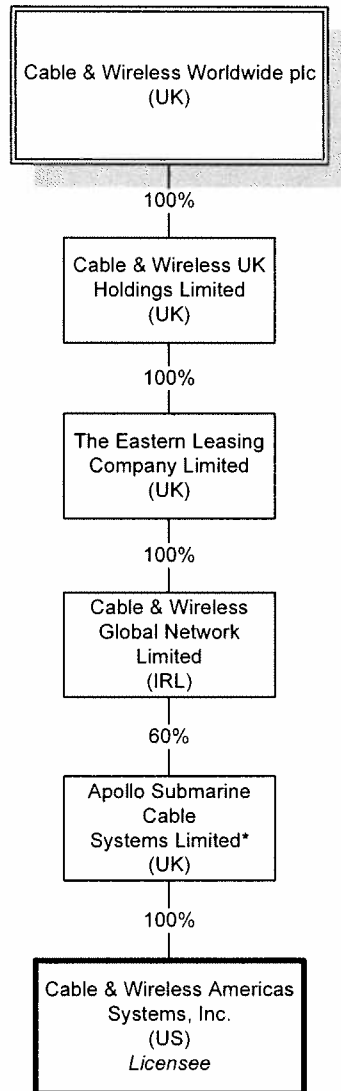 Cable & Wireless Worldwide plc
(UK)
100%
Cable & Wireless UK
Holdings Limited
(UK)
100%
The Eastern Leasing
Company Limited
(UK)
100%
Cable & Wireless
Global Network
Limited
(IRL)
60%
Apollo Submarine
Cable
Systems Limited*
(UK)
100%
Cable & Wireless Americas
Systems, Inc.
(US)
Licensee